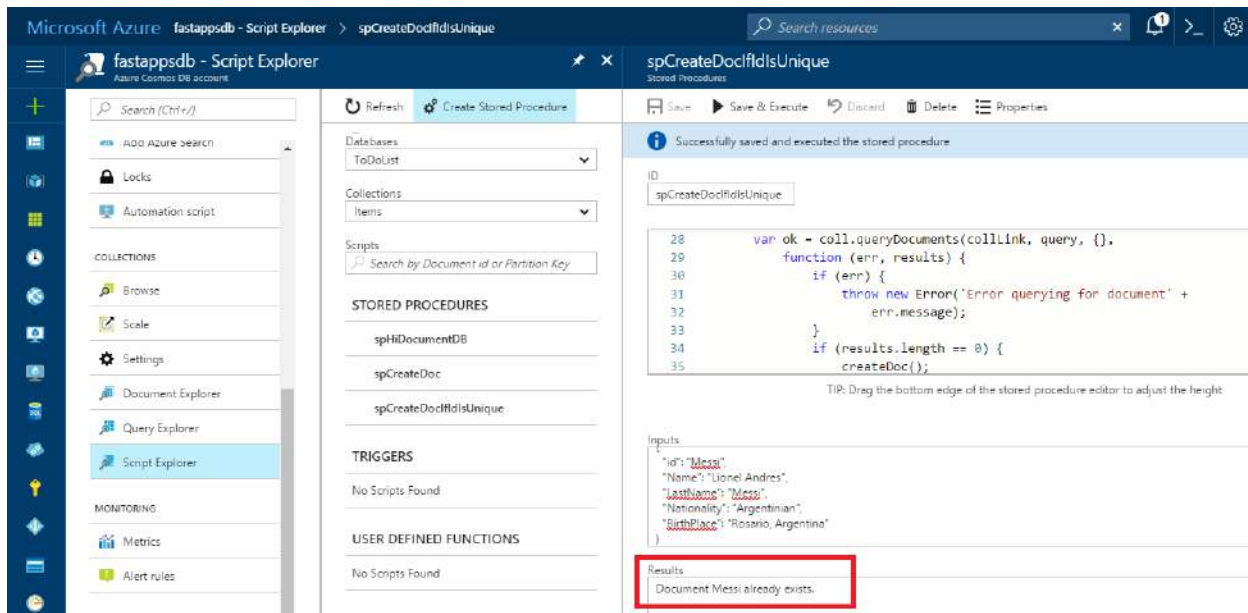 Microsoft Azure fastappsdb - Script Explorer > spCreateDocIfIdIsUnique
Search resources
1
fastappsdb - Script Explorer
Azure Cosmos DB account
Search (Ctrl+/)
Add Azure Search
Locks
Automation script
COLLECTIONS
Browse
Scale
Settings
Document Explorer
Query Explorer
Script Explorer
MONITORING
Metrics
Alert rules
Refresh
Create Stored Procedure
Databases
ToDoList
Collections
Items
Scripts
Search by Document id or Partition Key
STORED PROCEDURES
spHiDocumentDB
spCreateDoc
spCreateDocIfIdIsUnique
TRIGGERS
No Scripts Found
USER DEFINED FUNCTIONS
No Scripts Found
spCreateDocIfIdIsUnique
Stored Procedures
Save
Save & Execute
Discard
Delete
Properties
Successfully saved and executed the stored procedure
ID
spCreateDocIfIdIsUnique
28 var ok = coll.queryDocuments(collLink, query, {},
29 function (err, results) {
30 if (err) {
31 throw new Error('Error querying for document' +
32 err.message);
33 }
34 if (results.length == 0) {
35 createDoc();
TIP: Drag the bottom edge of the stored procedure editor to adjust the height
Inputs
{
"id": "Messi",
"Name": "Lionel Andres",
"LastName": "Messi",
"Nationality": "Argentinian",
"BirthPlace": "Rosario, Argentina"
}
Results
Document Messi already exists.